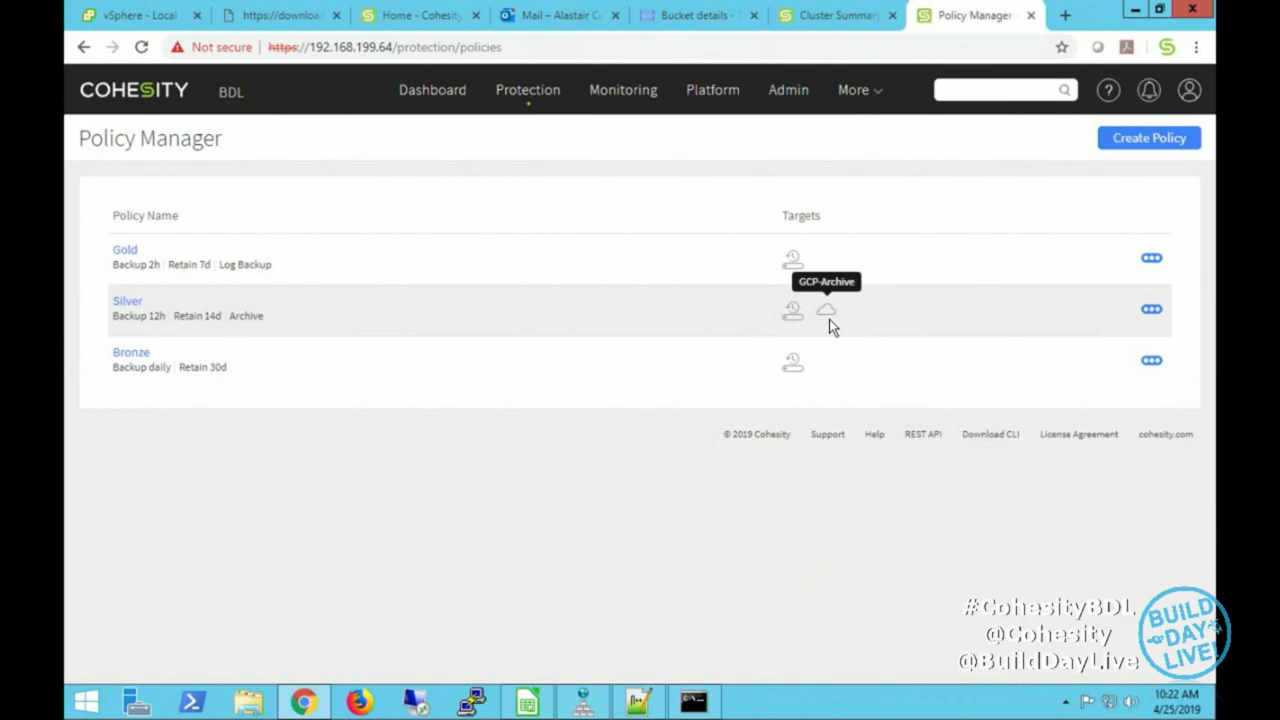 vSphere - Local
https://download
Home - Cohesity
Mail – Alastair C
Bucket details -
Cluster Summary
Policy Manager
Not secure | https://192.168.199.64/protection/policies
COHESITY BDL Dashboard Protection Monitoring Platform Admin More
Policy Manager
Create Policy
Policy Name Targets
Gold
Backup 2h | Retain 7d | Log Backup
GCP-Archive
Silver
Backup 12h Retain 14d Archive
Bronze
Backup daily | Retain 30d
© 2019 Cohesity Support Help REST API Download CLI License Agreement cohesity.com
#CohesityBDL
@Cohesity
@BuildDayLive
BUILD
DAY
LIVE!
10:22 AM
4/25/2019